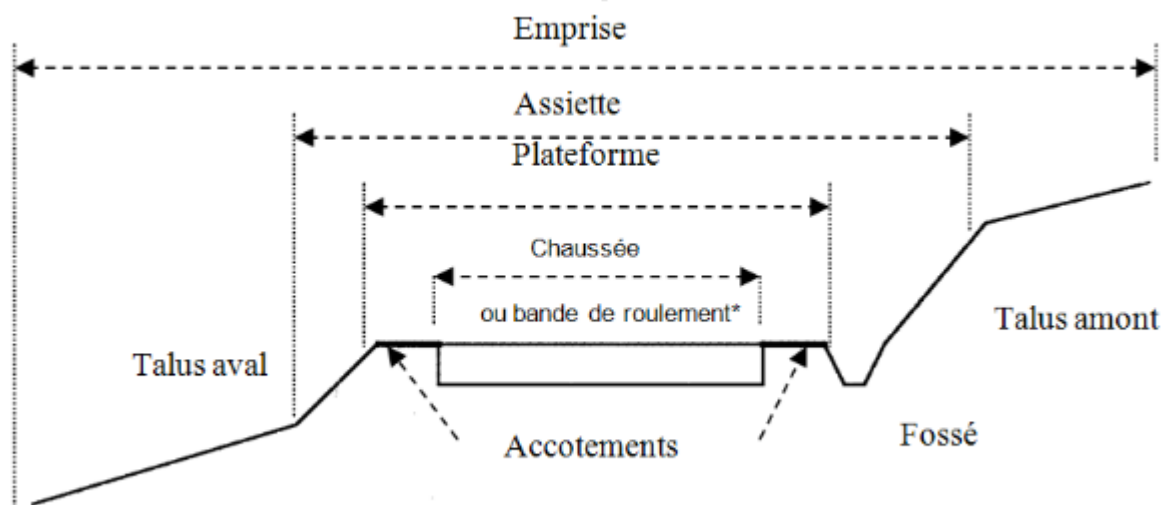 Emprise
Assiette
Plateforme
Chaussée
ou bande de roulement*
Talus amont
Talus aval
Accotements
Fossé